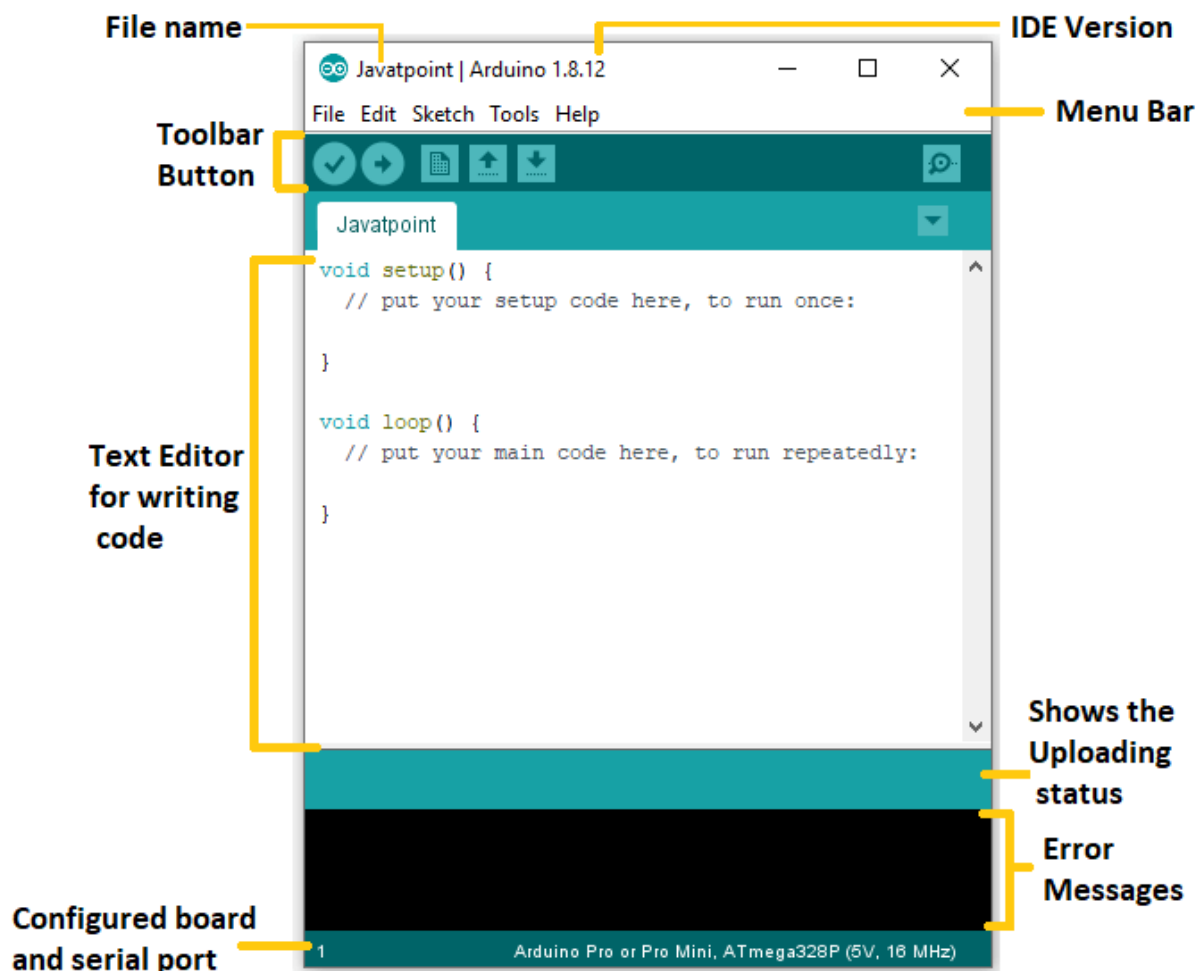 File name
IDE Version
Javatpoint | Arduino 1.8.12
File Edit Sketch Tools Help
Menu Bar
Toolbar
Button
Javatpoint
void setup() {
// put your setup code here, to run once:
}
void loop() {
// put your main code here, to run repeatedly:
}
Text Editor
for writing
code
Shows the
Uploading
status
Error
Messages
Configured board
and serial port
1
Arduino Pro or Pro Mini, ATmega328P (5V, 16 MHz)